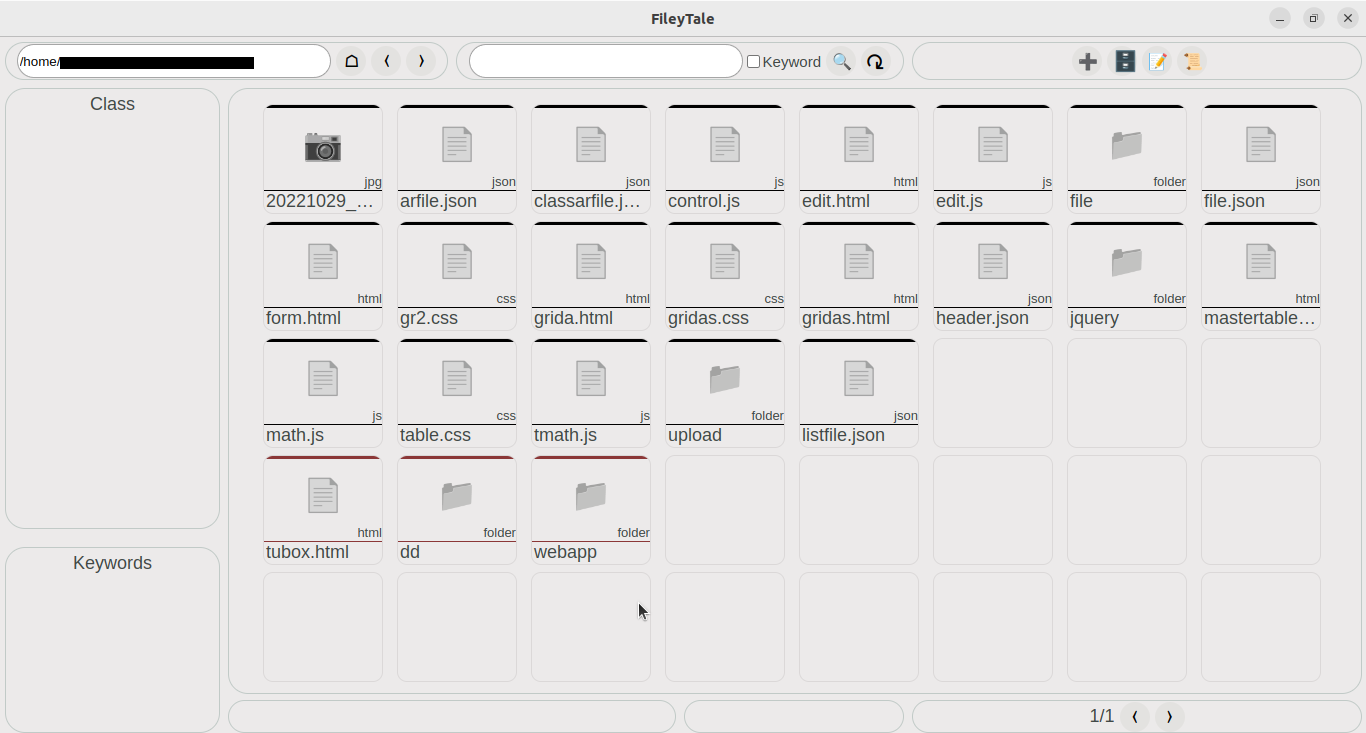 FileyTale
/home/
Keyword
Class
jpg json json js html js folder json
20221029_... arfile.json classarfile.j... control.js edit.html edit.js file file.json
html css html css html json folder html
form.html gr2.css grida.html gridas.css gridas.html header.json jquery mastertable...
js css js folder json
math.js table.css tmath.js upload listfile.json
html folder folder
tubox.html dd webapp
Keywords
1/1